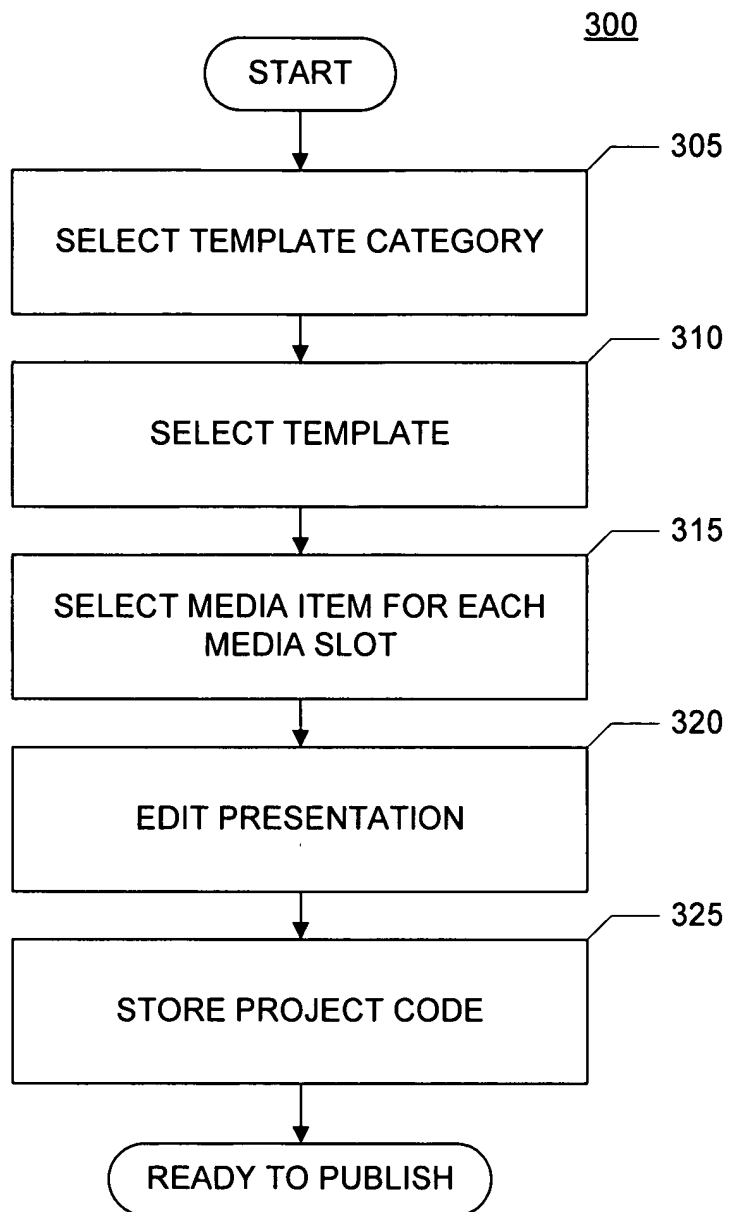 300
START
305
SELECT TEMPLATE CATEGORY
310
SELECT TEMPLATE
315
SELECT MEDIA ITEM FOR EACH
MEDIA SLOT
320
EDIT PRESENTATION
325
STORE PROJECT CODE
READY TO PUBLISH